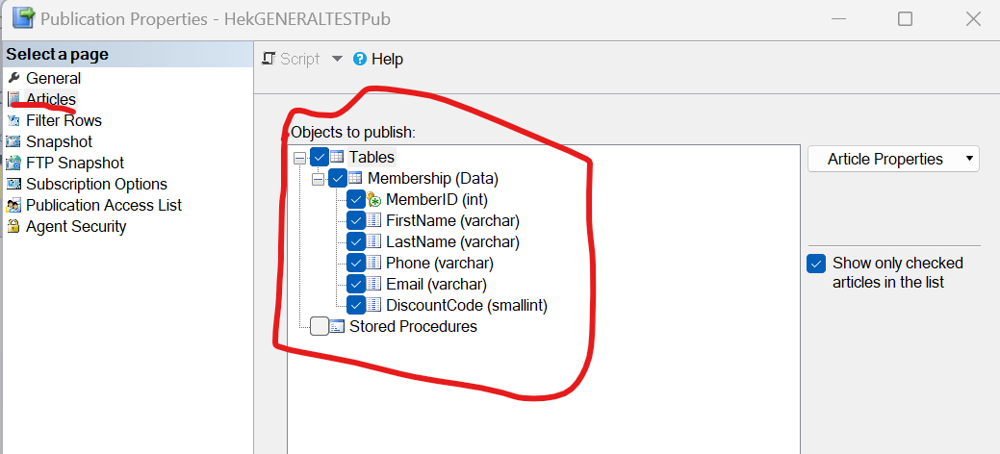 Publication Properties - HekGENERALTESTPub
Select a page
General
Articles
Filter Rows
Snapshot
FTP Snapshot
Subscription Options
Publication Access List
Agent Security
Script
Help
Objects to publish:
Tables
Membership (Data)
MemberID (int)
FirstName (varchar)
LastName (varchar)
Phone (varchar)
Email (varchar)
DiscountCode (smallint)
Stored Procedures
Article Properties
Show only checked
articles in the list